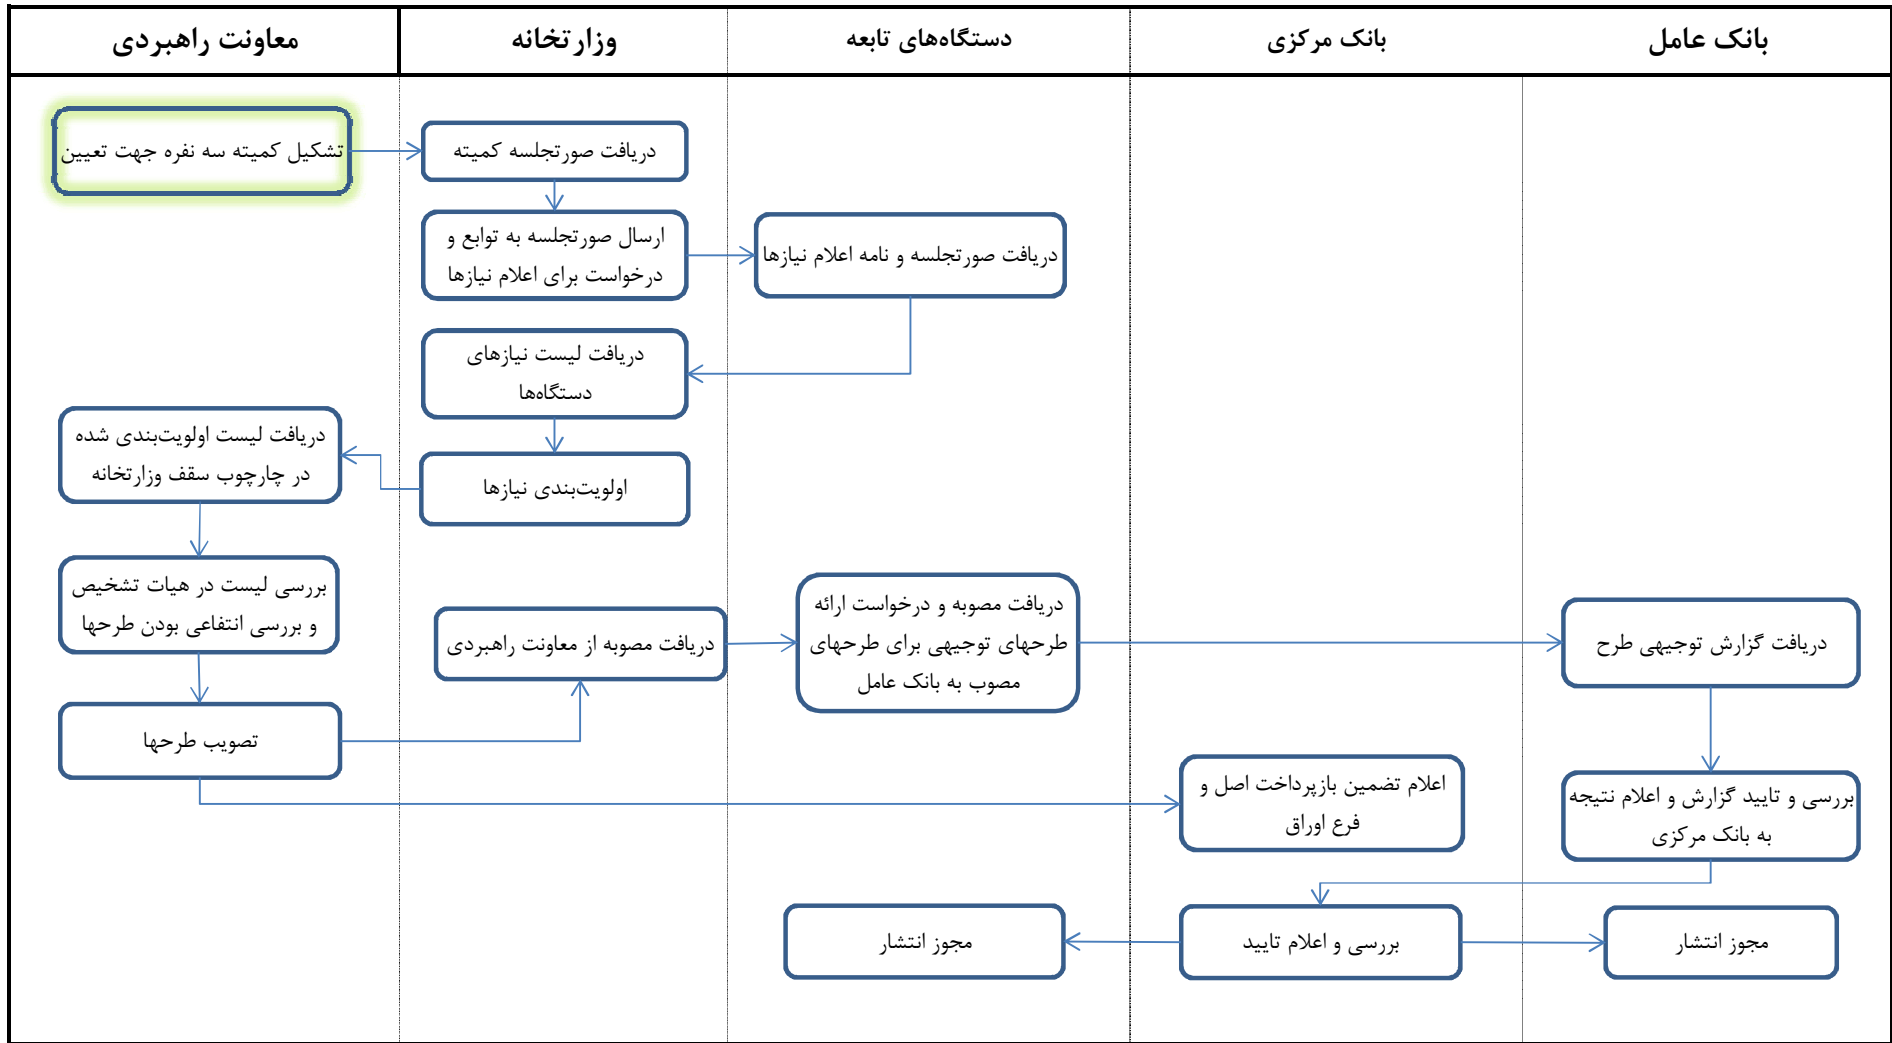 معاونت راهبردی
وزارتخانه
دستگاه‌های تابعه
بانک مرکزی
بانک عامل
تشکیل کمیته سه نفره جهت تعیین
دریافت صورتجلسه کمیته
ارسال صورتجلسه به توابع و
درخواست برای اعلام نیازها
دریافت صورتجلسه و نامه اعلام نیازها
دریافت لیست نیازهای
دستگاه‌ها
اولویت‌بندی نیازها
دریافت لیست اولویت‌بندی شده
در چارچوب سقف وزارتخانه
بررسی لیست در هیات تشخیص
و بررسی انتفاعی بودن طرحها
تصویب طرحها
دریافت مصوبه از معاونت راهبردی
دریافت مصوبه و درخواست ارائه
طرحهای توجیهی برای طرحهای
مصوب به بانک عامل
دریافت گزارش توجیهی طرح
بررسی و تایید گزارش و اعلام نتیجه
به بانک مرکزی
اعلام تضمین بازپرداخت اصل و
فرع اوراق
بررسی و اعلام تایید
مجوز انتشار
مجوز انتشار